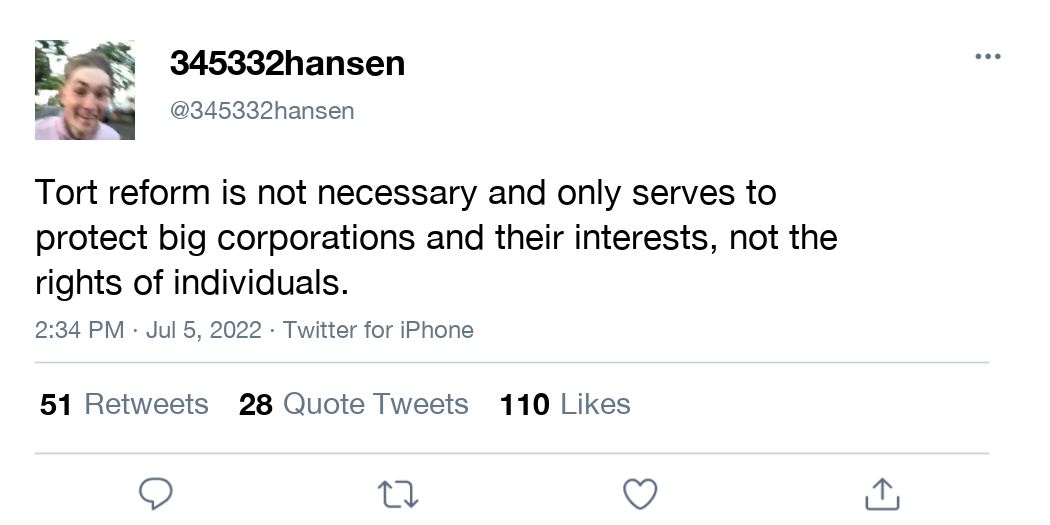 345332hansen
@345332hansen
Tort reform is not necessary and only serves to
protect big corporations and their interests, not the
rights of individuals.
2:34 PM · Jul 5, 2022 · Twitter for iPhone
51 Retweets 28 Quote Tweets 110 Likes